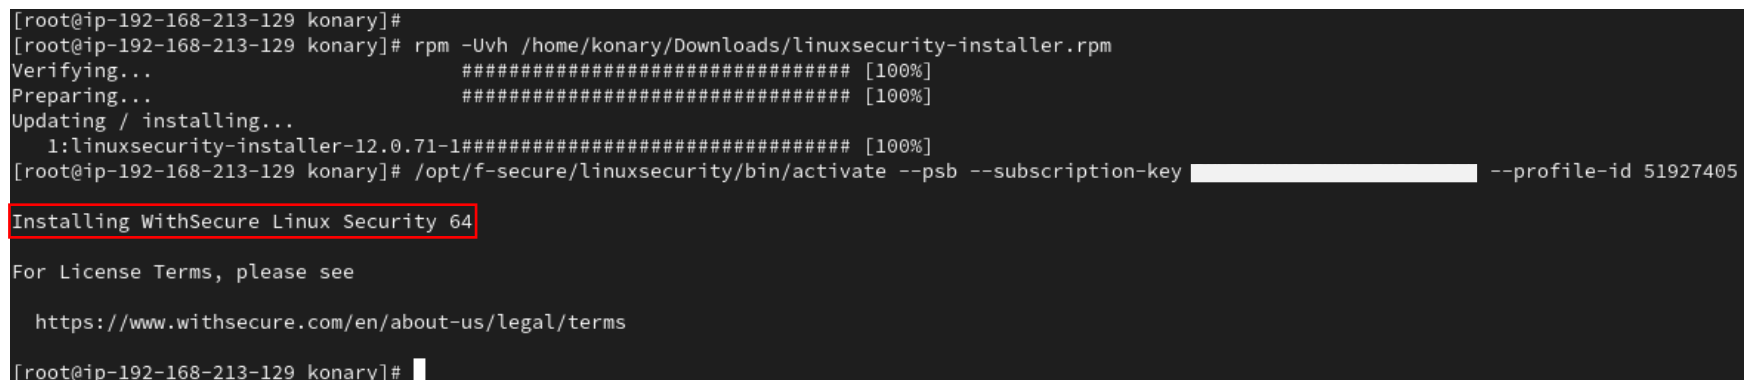 [root@ip-192-168-213-129 konary]#
[root@ip-192-168-213-129 konary]# rpm -Uvh /home/konary/Downloads/linuxsecurity-installer.rpm
Verifying...                          ################################# [100%]
Preparing...                          ################################# [100%]
Updating / installing...
   1:linuxsecurity-installer-12.0.71-1################################# [100%]
[root@ip-192-168-213-129 konary]# /opt/f-secure/linuxsecurity/bin/activate --psb --subscription-key --profile-id 51927405
Installing WithSecure Linux Security 64
For License Terms, please see
  https://www.withsecure.com/en/about-us/legal/terms
[root@ip-192-168-213-129 konary]#